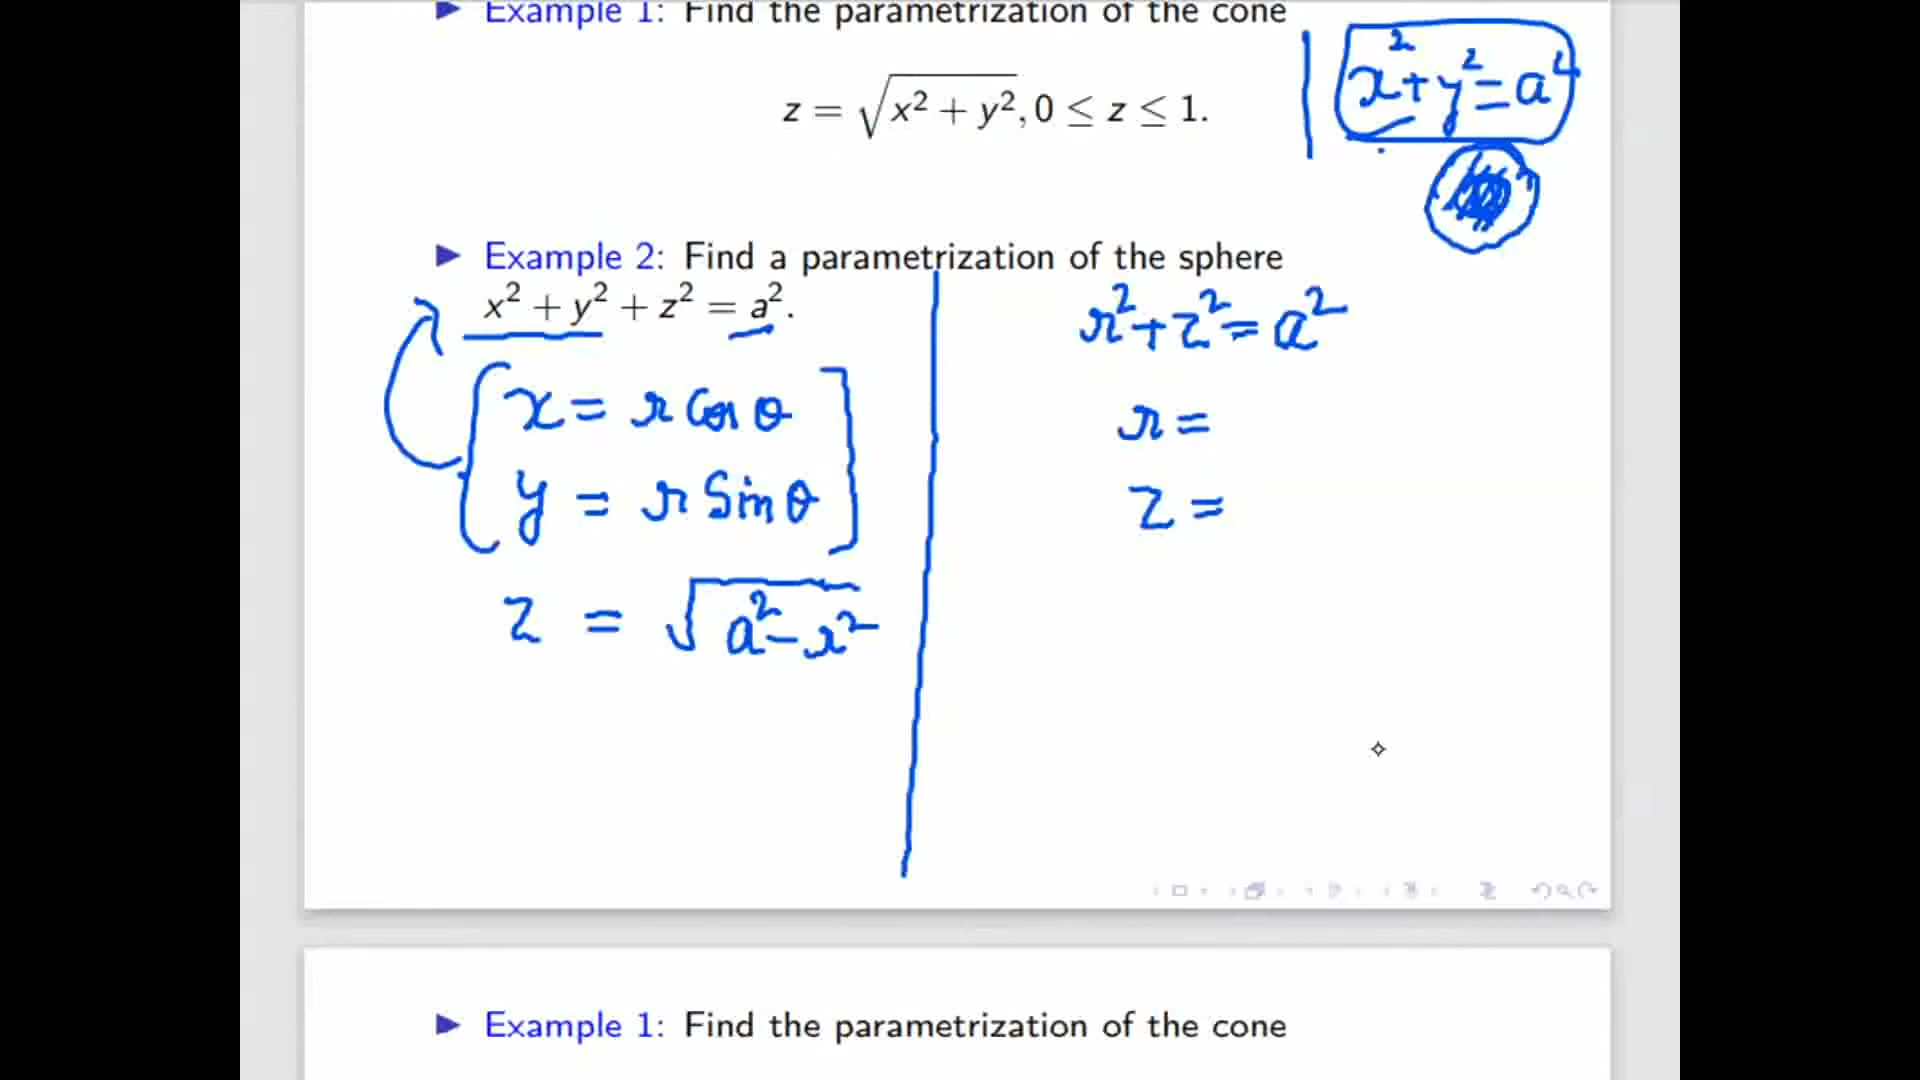 Example 1: Find the parametrization of the cone
z = √(x² + y²), 0 ≤ z ≤ 1.
x² + y² = a²
Example 2: Find a parametrization of the sphere
x² + y² + z² = a².
x = r Cos θ
y = r Sin θ
z = √(a² - r²)
r² + z² = a²
r =
z =
Example 1: Find the parametrization of the cone